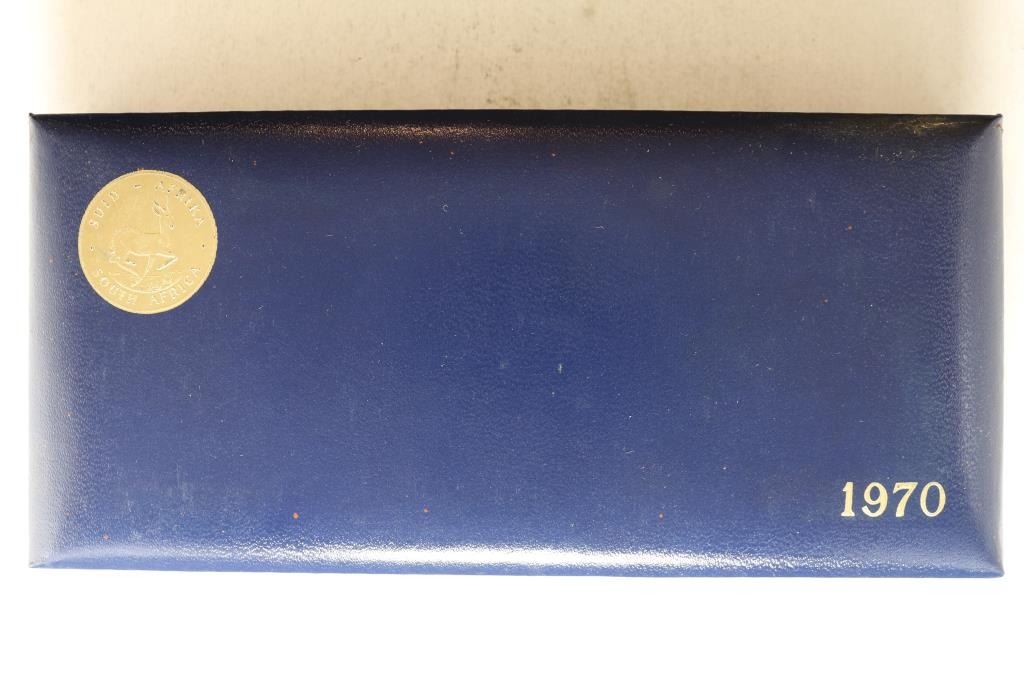 SUID - AFRIKA
SOUTH AFRICA
1970